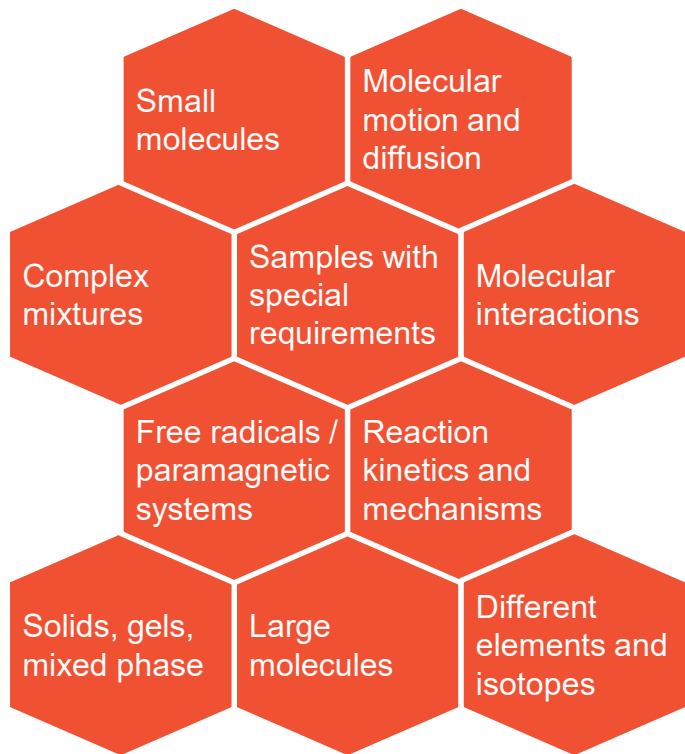 Small
molecules
Molecular
motion and
diffusion
Complex
mixtures
Samples with
special
requirements
Molecular
interactions
Free radicals /
paramagnetic
systems
Reaction
kinetics and
mechanisms
Solids, gels,
mixed phase
Large
molecules
Different
elements and
isotopes